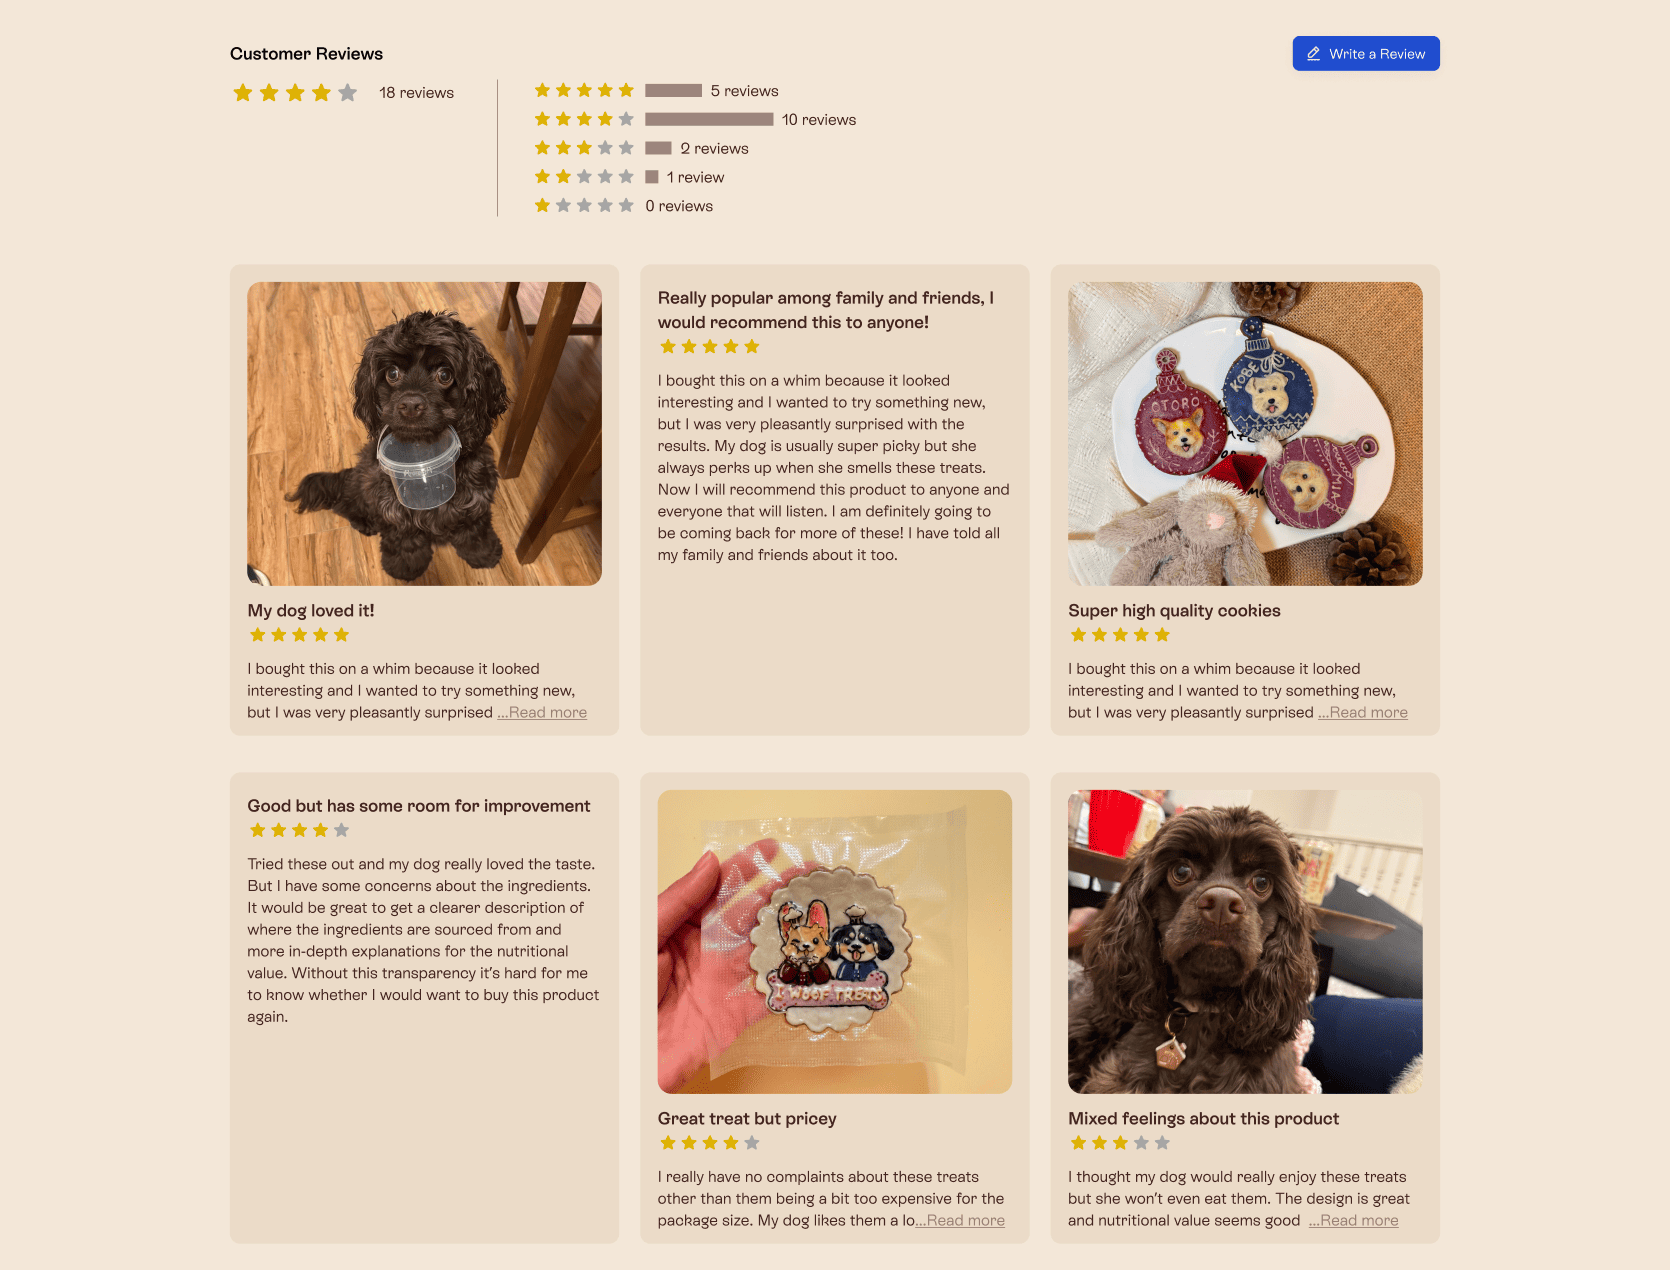 Customer Reviews
Write a Review
18 reviews
5 reviews
10 reviews
2 reviews
1 review
0 reviews
My dog loved it!
I bought this on a whim because it looked
interesting and I wanted to try something new,
but I was very pleasantly surprised ...Read more
Really popular among family and friends, I
would recommend this to anyone!
I bought this on a whim because it looked
interesting and I wanted to try something new,
but I was very pleasantly surprised with the
results. My dog is usually super picky but she
always perks up when she smells these treats.
Now I will recommend this product to anyone and
everyone that will listen. I am definitely going to
be coming back for more of these! I have told all
my family and friends about it too.
OTORO
KOBE
MIA
Super high quality cookies
I bought this on a whim because it looked
interesting and I wanted to try something new,
but I was very pleasantly surprised ...Read more
Good but has some room for improvement
Tried these out and my dog really loved the taste.
But I have some concerns about the ingredients.
It would be great to get a clearer description of
where the ingredients are sourced from and
more in-depth explanations for the nutritional
value. Without this transparency it's hard for me
to know whether I would want to buy this product
again.
I WOOF TREATS
Great treat but pricey
I really have no complaints about these treats
other than them being a bit too expensive for the
package size. My dog likes them a lo...Read more
Mixed feelings about this product
I thought my dog would really enjoy these treats
but she won't even eat them. The design is great
and nutritional value seems good ...Read more